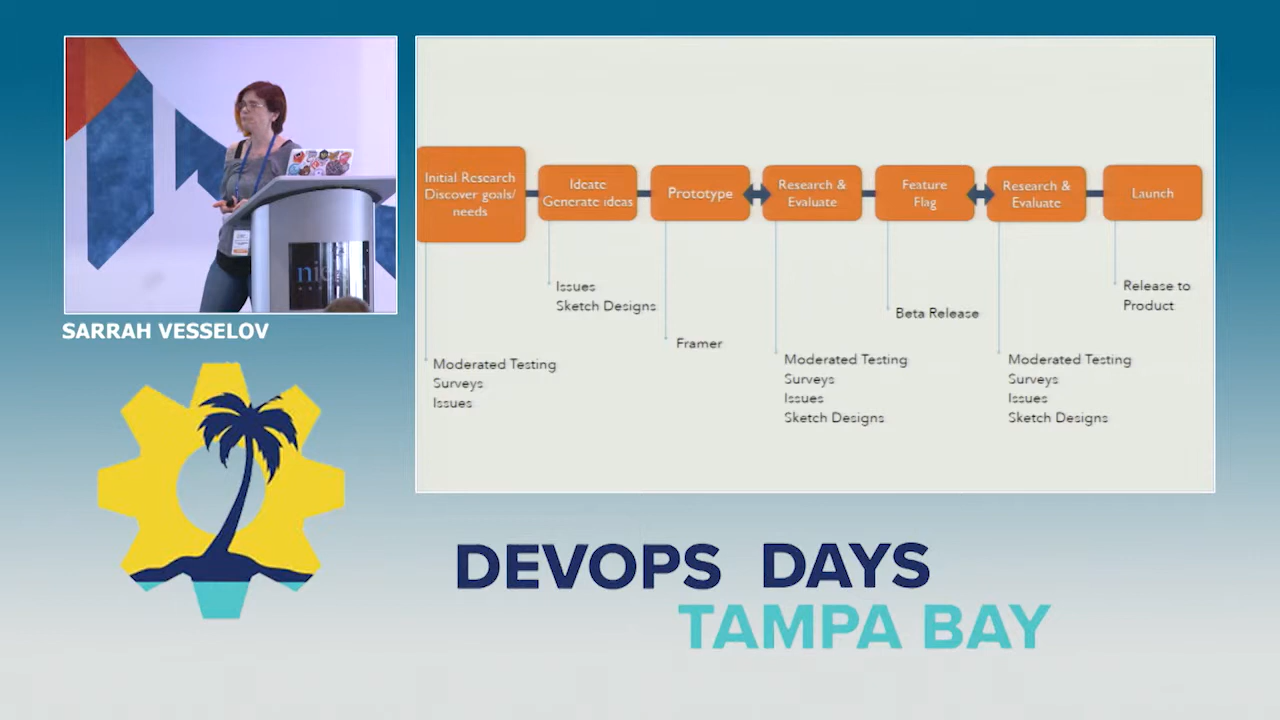 SARRAH VESSELOV
Initial Research
Discover goals/
needs
Ideate
Generate ideas
Prototype
Research &
Evaluate
Feature
Flag
Research &
Evaluate
Launch
Moderated Testing
Surveys
Issues
Issues
Sketch Designs
Framer
Moderated Testing
Surveys
Issues
Sketch Designs
Beta Release
Moderated Testing
Surveys
Issues
Sketch Designs
Release to
Product
DEVOPS DAYS
TAMPA BAY